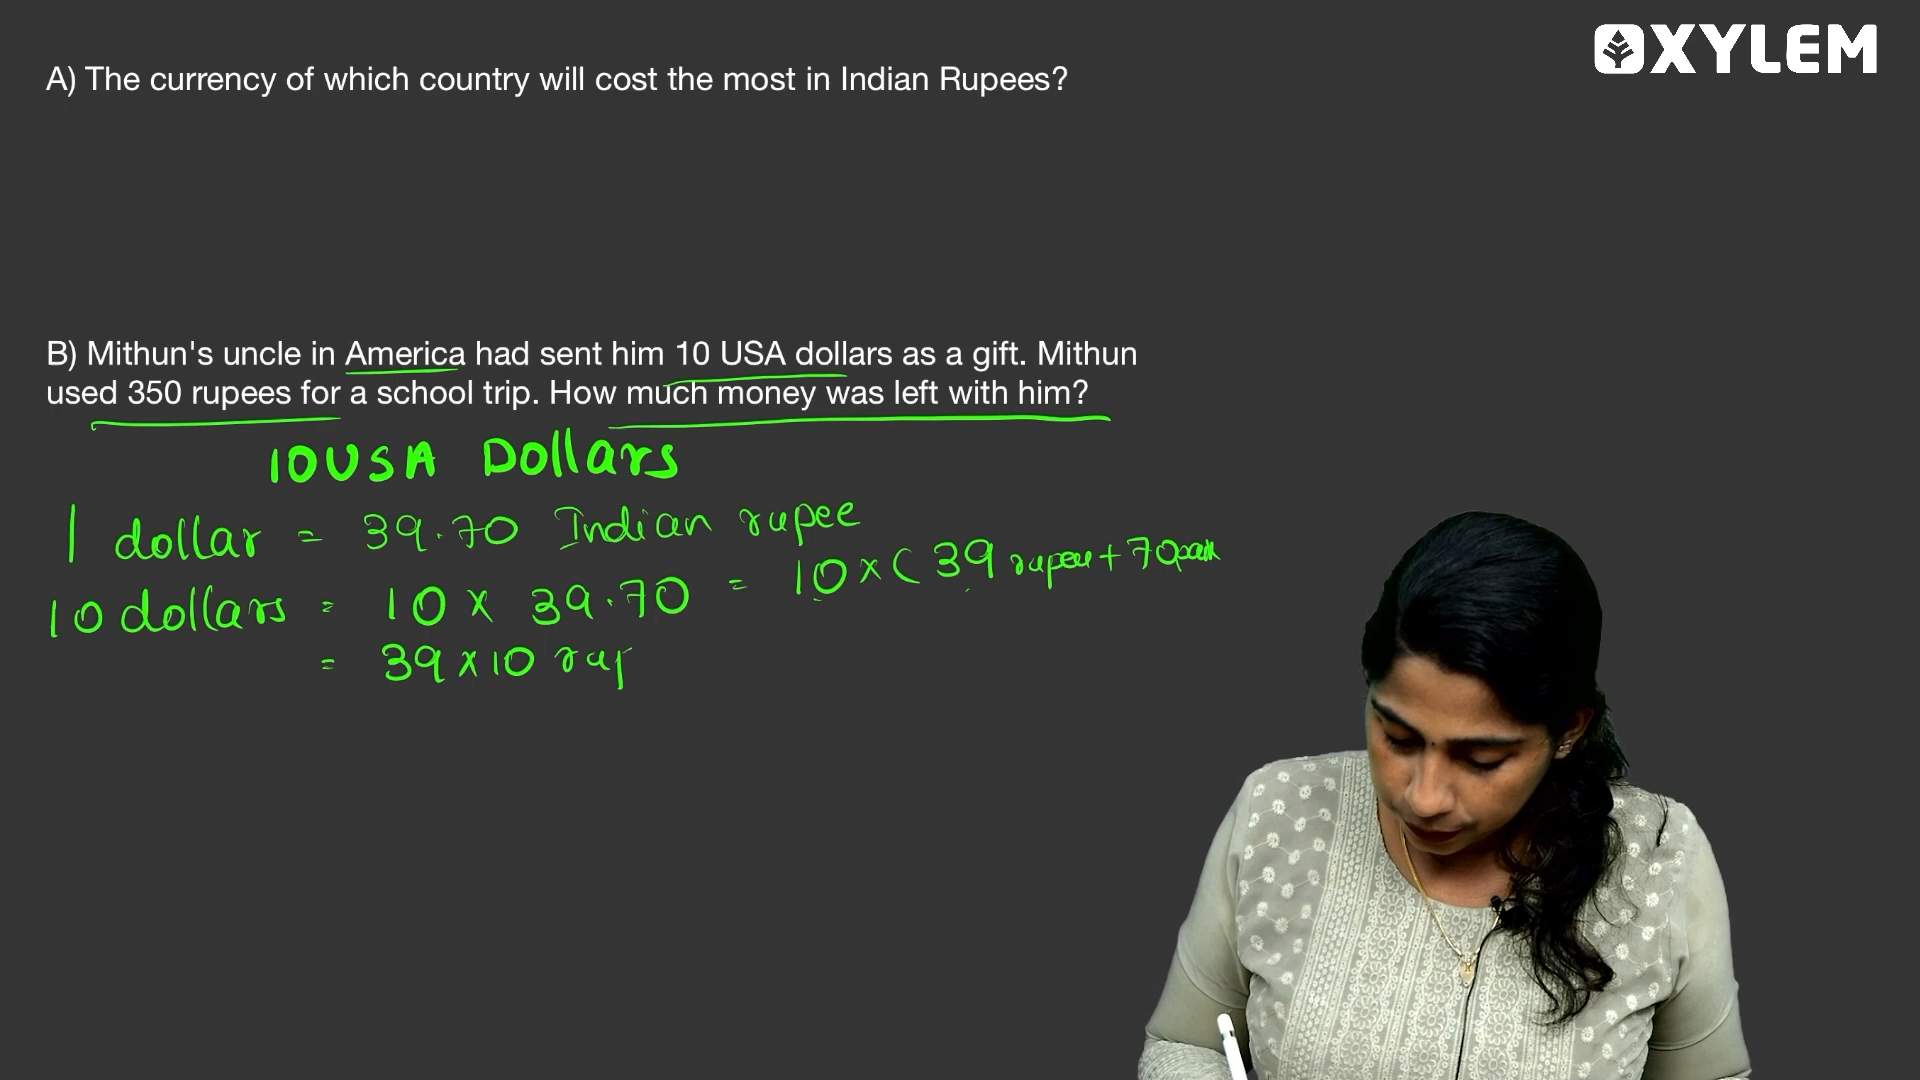 OXYLEM
A) The currency of which country will cost the most in Indian Rupees?
B) Mithun's uncle in America had sent him 10 USA dollars as a gift. Mithun
used 350 rupees for a school trip. How much money was left with him?
10 USA Dollars
1 dollar = 39.70 Indian rupee
10 dollars = 10 x 39.70 = 10 x ( 39 rupee + 70
= 39 x 10 rup